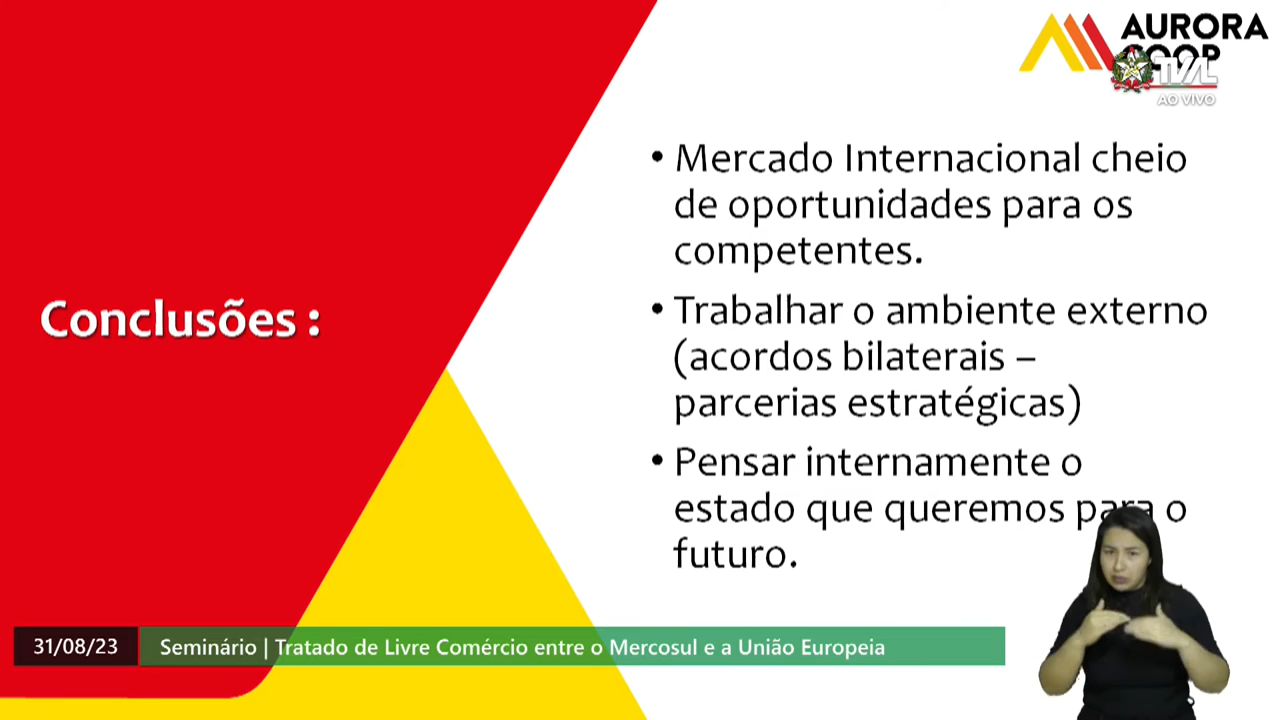 AURORA
COOP
TVAL
AO VIVO
• Mercado Internacional cheio
de oportunidades para os
competentes.
• Trabalhar o ambiente externo
(acordos bilaterais –
parcerias estratégicas)
Conclusões :
• Pensar internamente o
estado que queremos para o
futuro.
31/08/23
Seminário | Tratado de Livre Comércio entre o Mercosul e a União Europeia